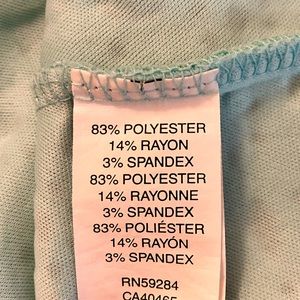 83% POLYESTER
14% RAYON
3% SPANDEX
83% POLYESTER
14% RAYONNE
3% SPANDEX
83% POLIÉSTER
14% RAYÓN
3% SPANDEX
RN59284
CA40465